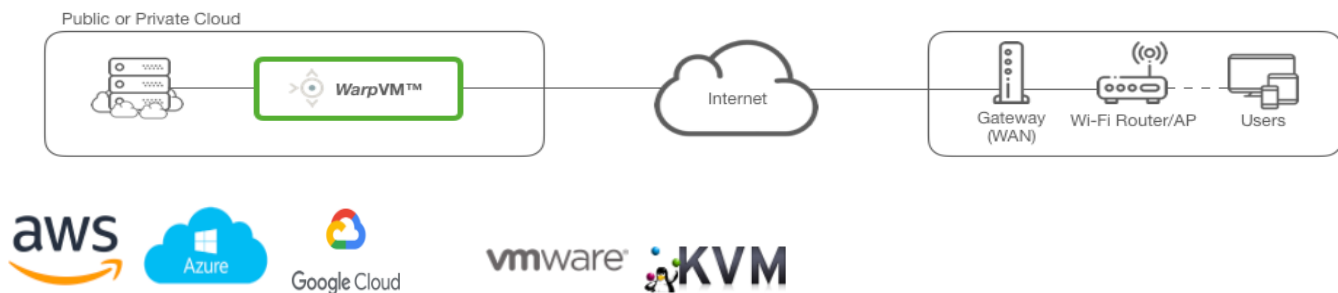 Public or Private Cloud
WarpVM™
Internet
Gateway
(WAN)
Wi-Fi Router/AP
Users
aws
Azure
Google Cloud
vmware®
KVM